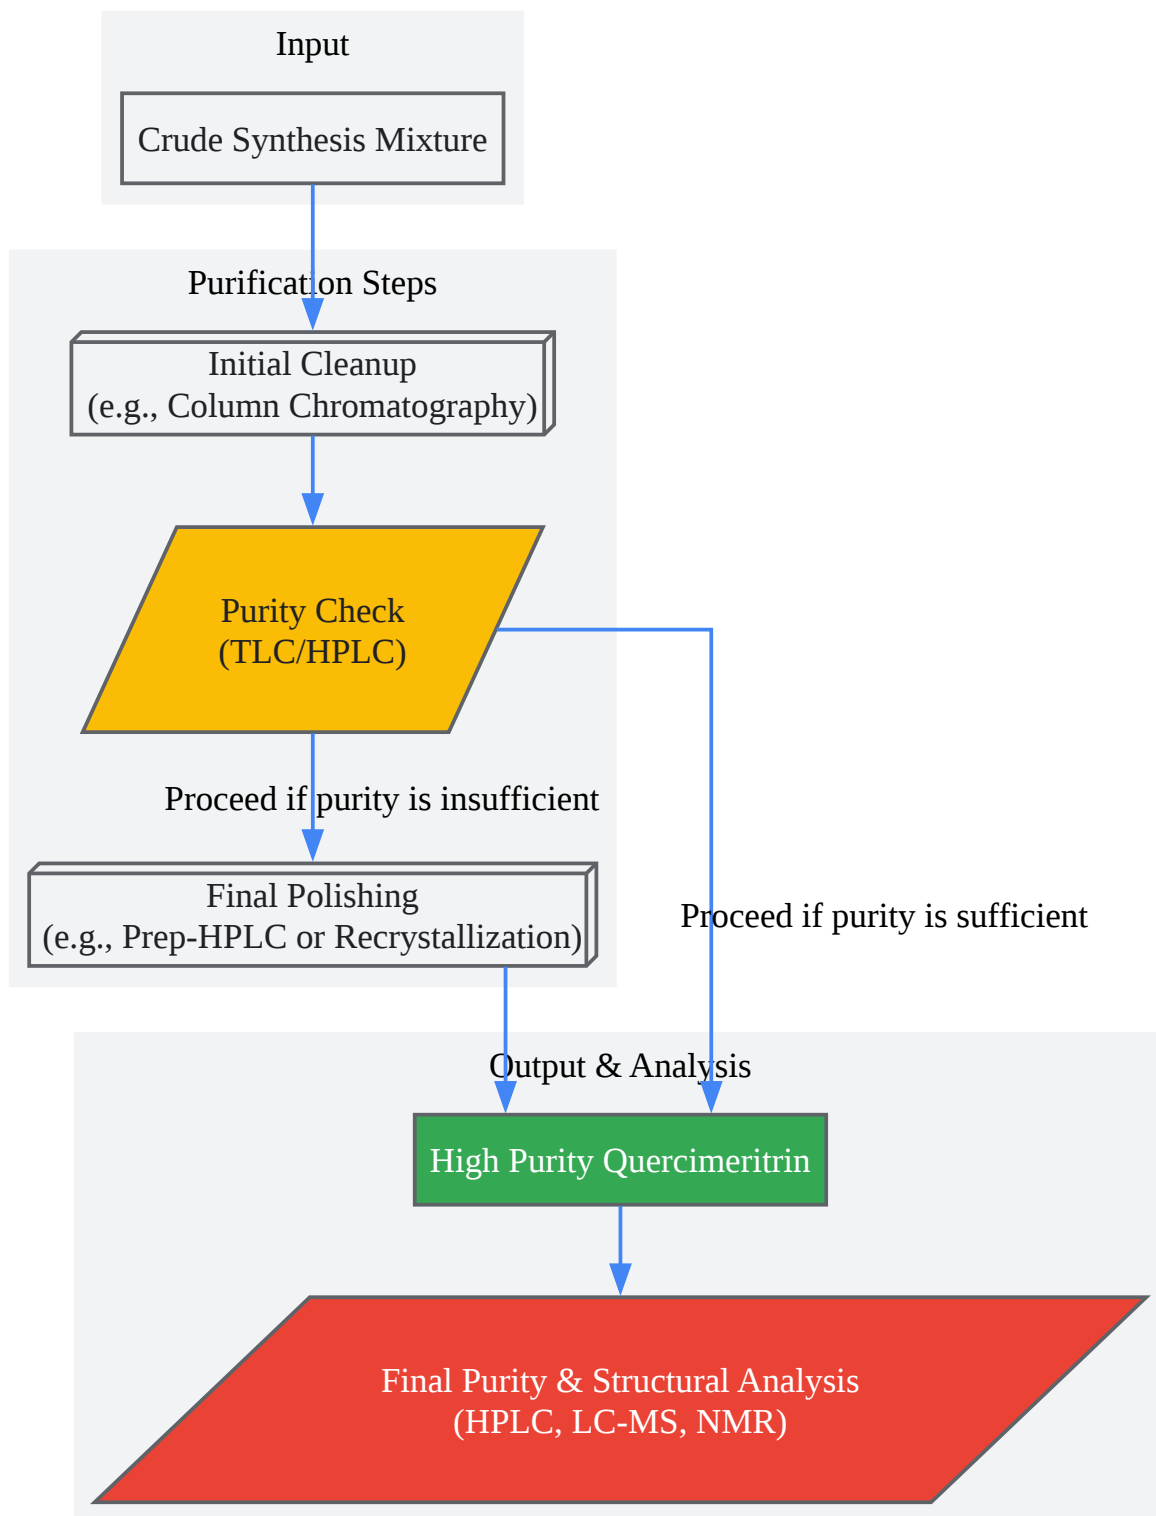 Input
Crude Synthesis Mixture
Purification Steps
Initial Cleanup
(e.g., Column Chromatography)
Purity Check
(TLC/HPLC)
Proceed if purity is insufficient
Final Polishing
(e.g., Prep-HPLC or Recrystallization)
Proceed if purity is sufficient
Output & Analysis
High Purity Quercimeritrin
Final Purity & Structural Analysis
(HPLC, LC-MS, NMR)